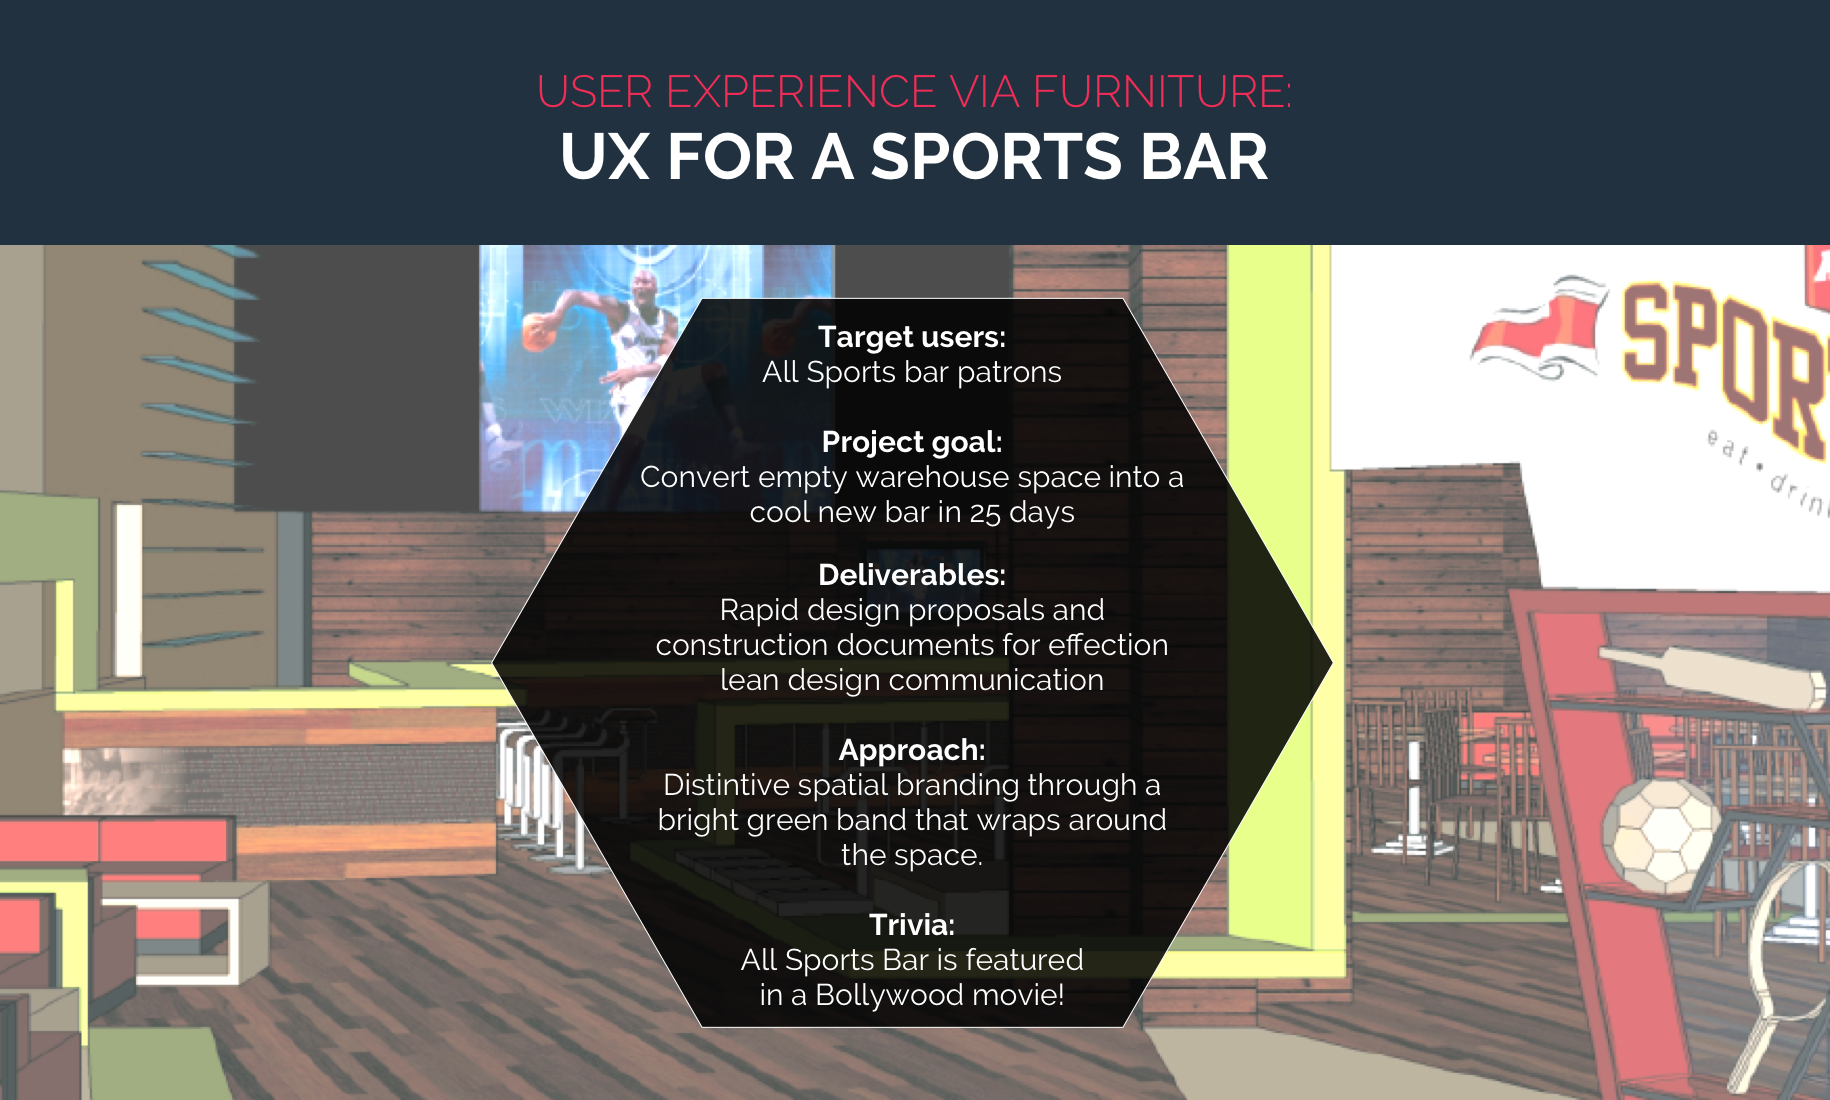 USER EXPERIENCE VIA FURNITURE:
UX FOR A SPORTS BAR
Target users:
All Sports bar patrons
Project goal:
Convert empty warehouse space into a
cool new bar in 25 days
Deliverables:
Rapid design proposals and
construction documents for effection
lean design communication
Approach:
Distintive spatial branding through a
bright green band that wraps around
the space.
Trivia:
All Sports Bar is featured
in a Bollywood movie!
SPOR
eat • drin